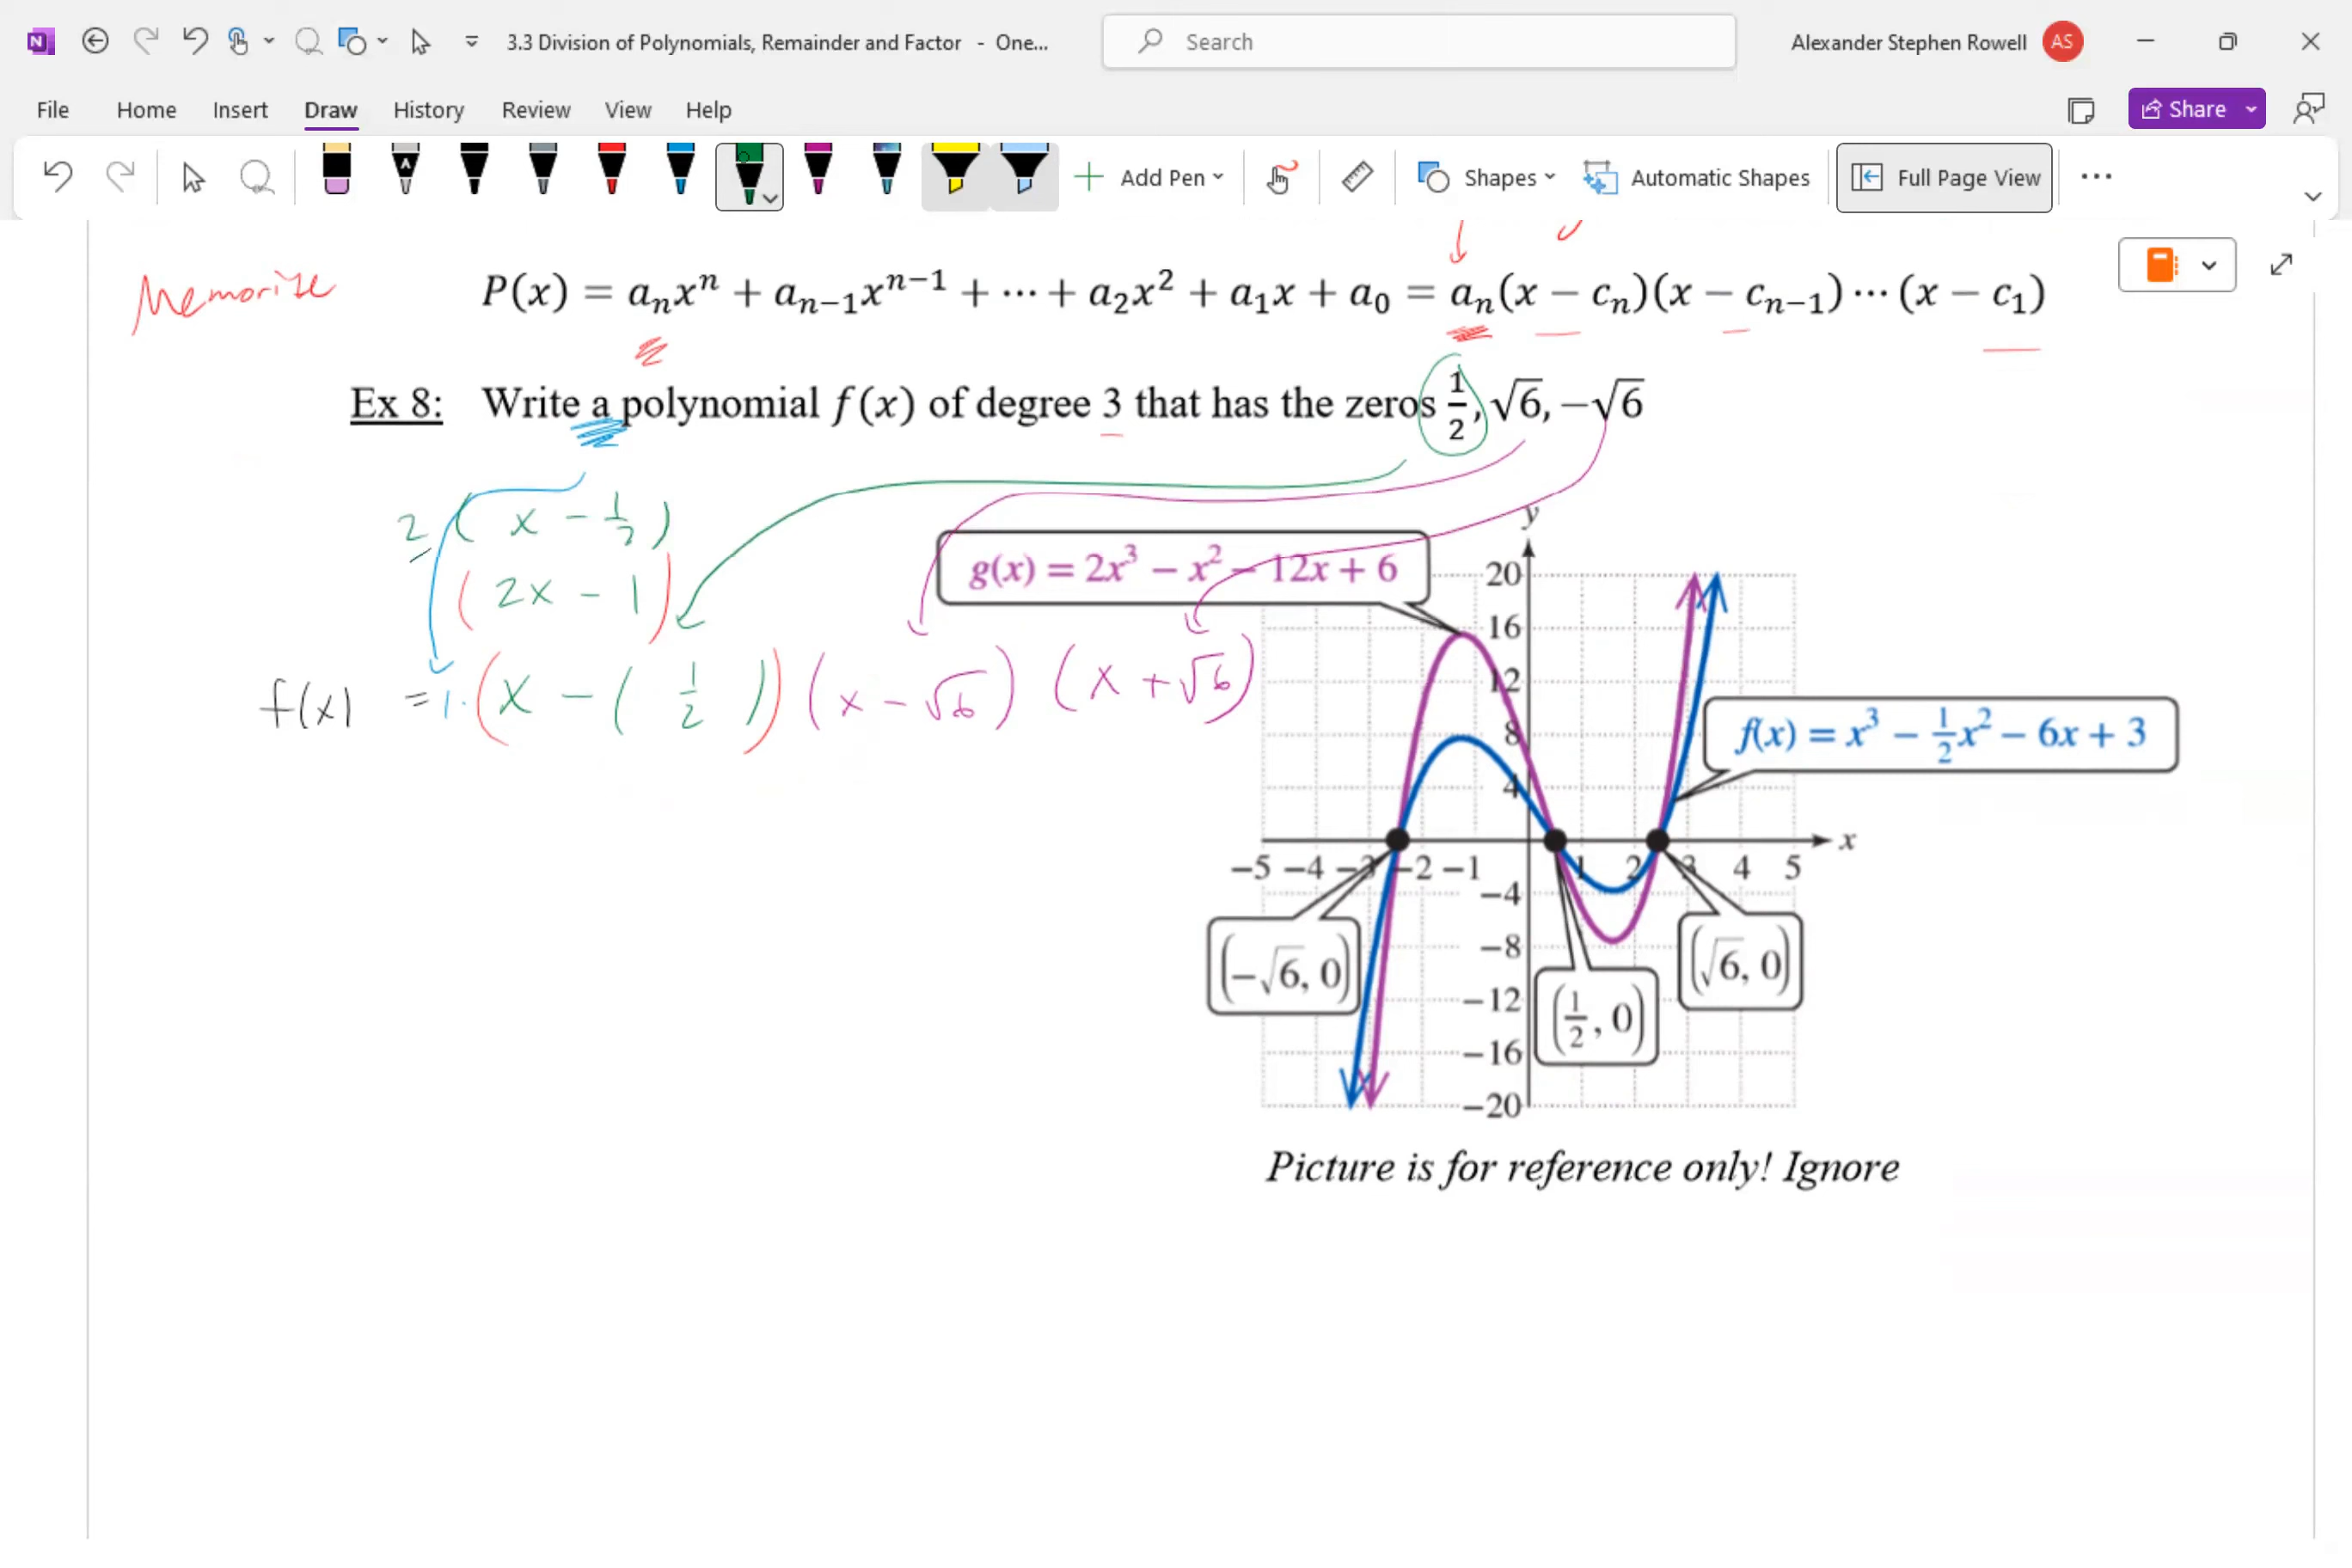 3.3 Division of Polynomials, Remainder and Factor - One...
Search
Alexander Stephen Rowell AS
File Home Insert Draw History Review View Help
Share
Add Pen
Shapes
Automatic Shapes
Full Page View
Memorize
P(x) = aₙxⁿ + aₙ₋₁xⁿ⁻¹ + ⋯ + a₂x² + a₁x + a₀ = aₙ(x − cₙ)(x − cₙ₋₁) ⋯ (x − c₁)
Ex 8: Write a polynomial f(x) of degree 3 that has the zeros 1/2, √6, −√6
2 ( x − 1/2 )
( 2x − 1 )
f(x) = 1·(x − ( 1/2 )) (x − √6) (x + √6)
g(x) = 2x³ − x² − 12x + 6
f(x) = x³ − 1/2x² − 6x + 3
y
20
16
12
8
4
x
−5 −4 −3 −2 −1 1 2 3 4 5
−4
−8
−12
−16
−20
(−√6, 0)
(1/2, 0)
(√6, 0)
Picture is for reference only! Ignore